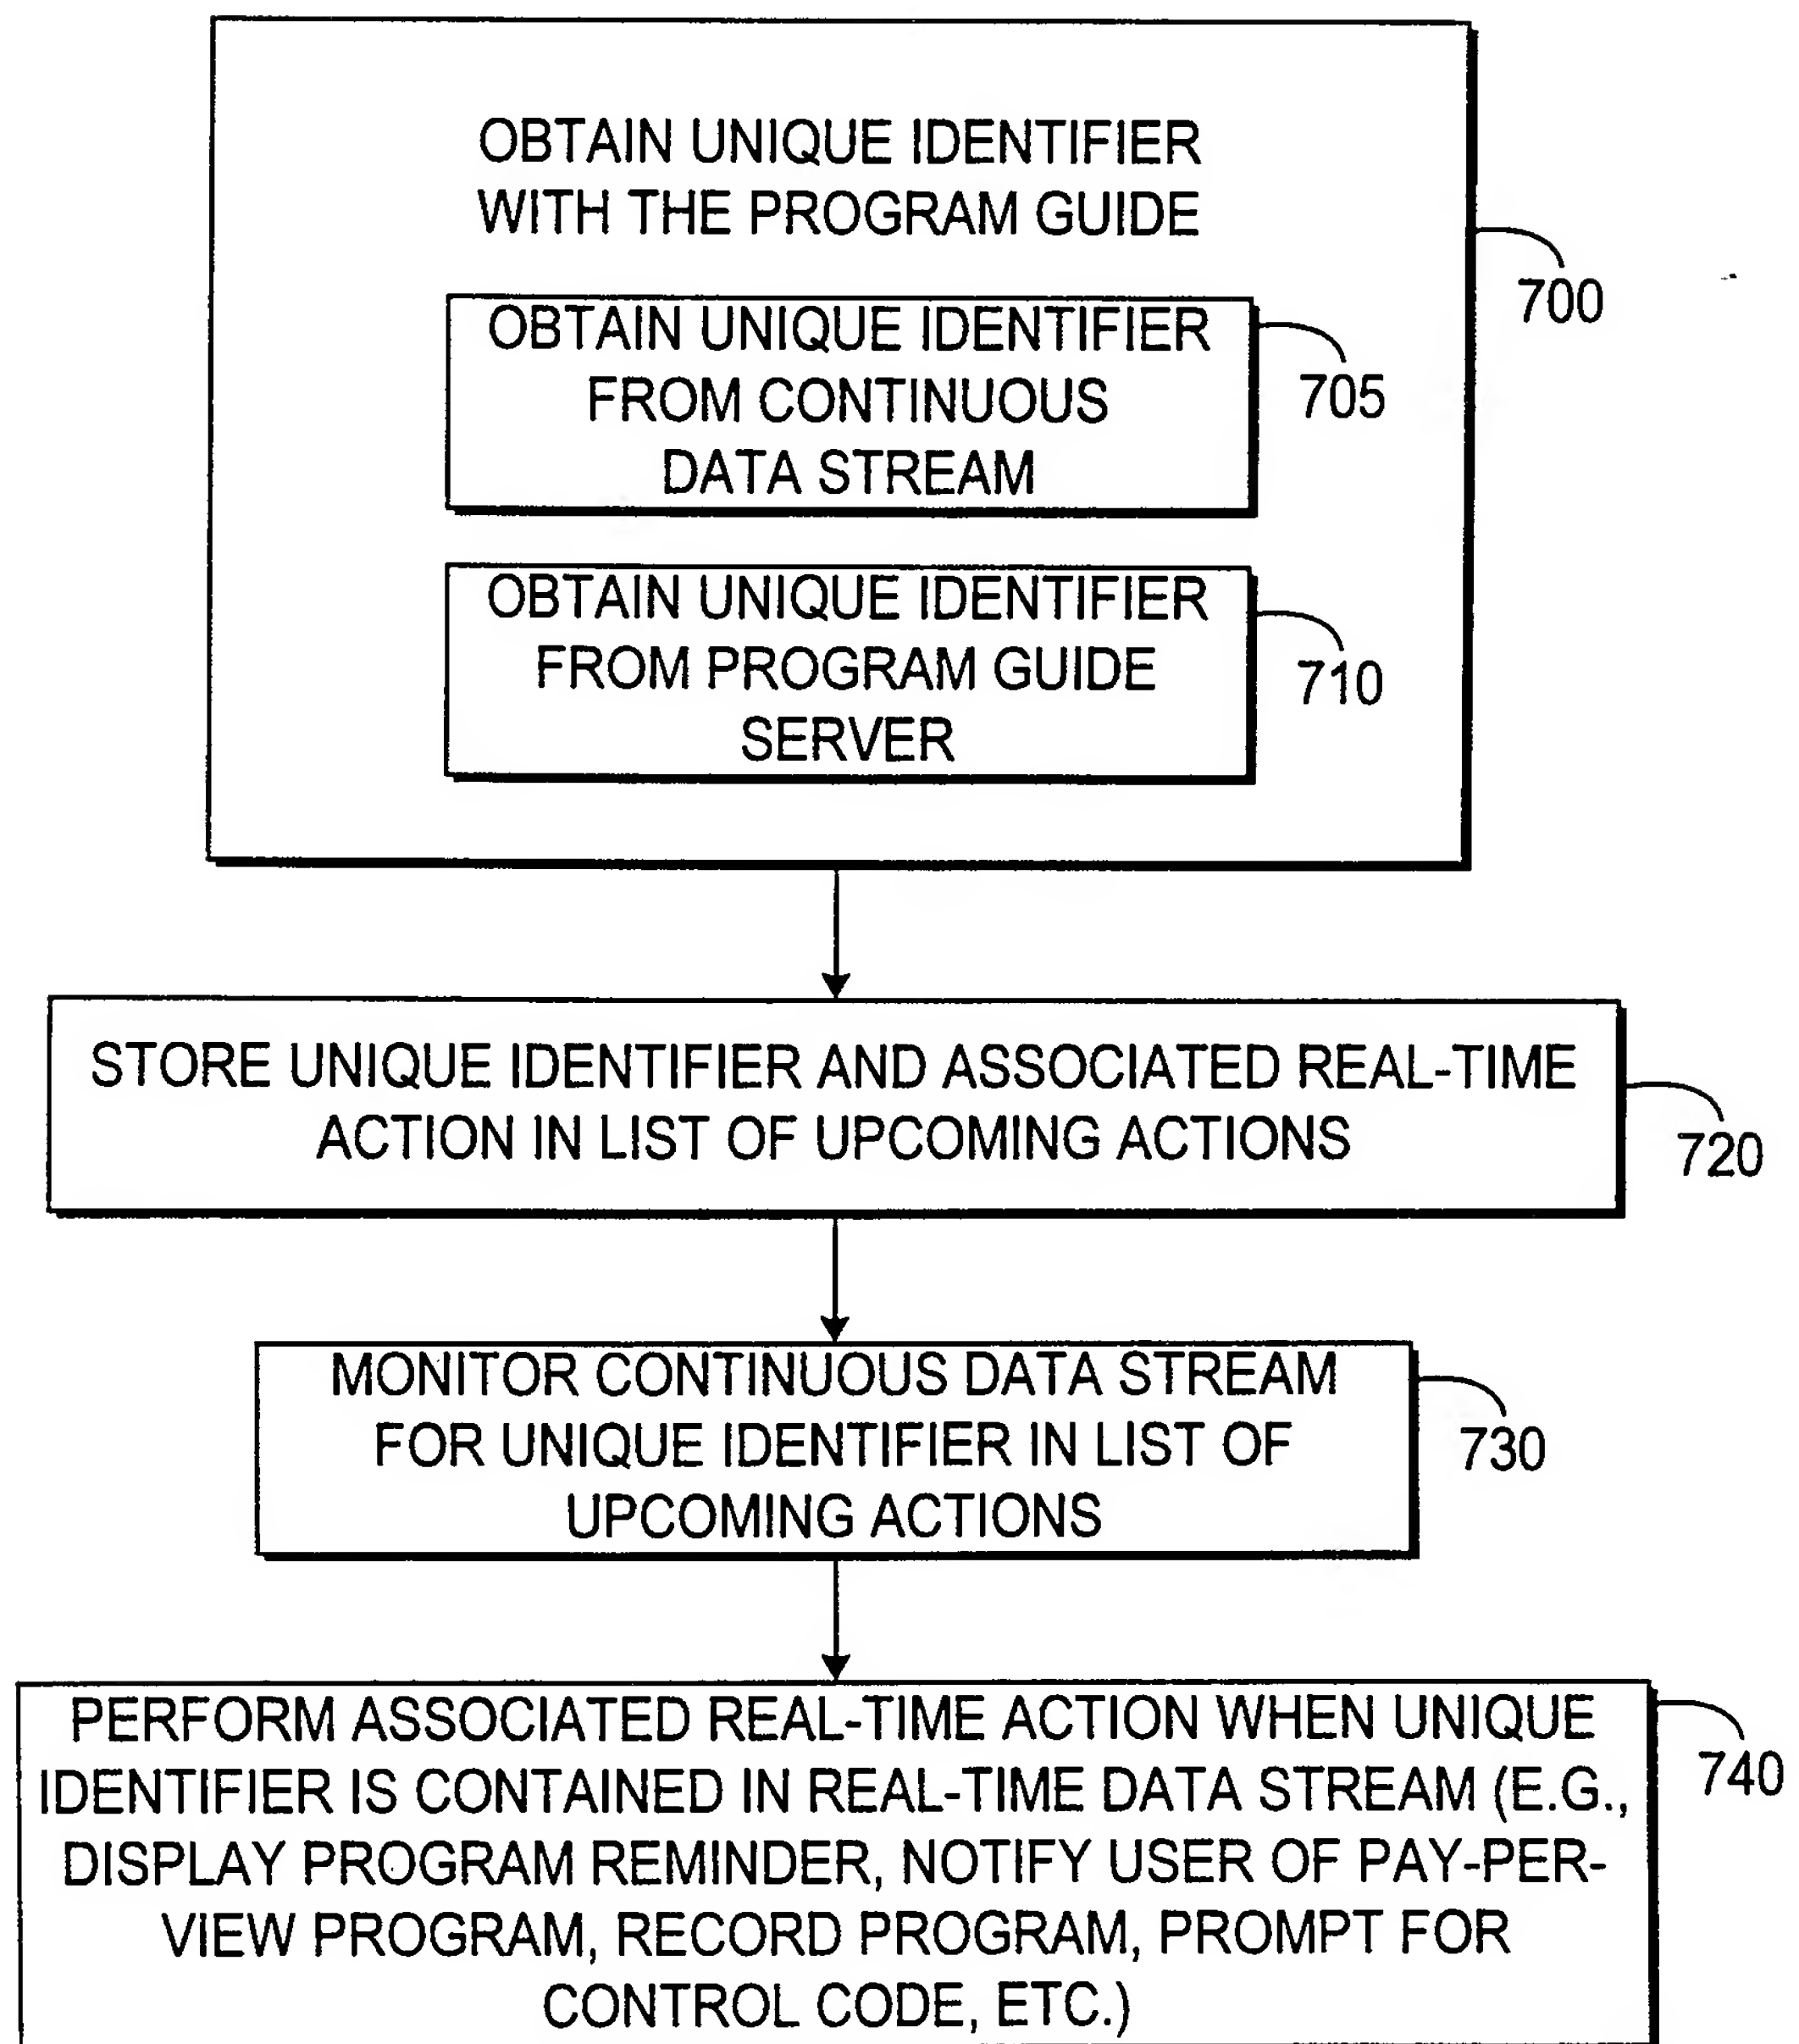 OBTAIN UNIQUE IDENTIFIER
WITH THE PROGRAM GUIDE
700
OBTAIN UNIQUE IDENTIFIER
FROM CONTINUOUS
DATA STREAM
705
OBTAIN UNIQUE IDENTIFIER
FROM PROGRAM GUIDE
SERVER
710
STORE UNIQUE IDENTIFIER AND ASSOCIATED REAL-TIME
ACTION IN LIST OF UPCOMING ACTIONS
720
MONITOR CONTINUOUS DATA STREAM
FOR UNIQUE IDENTIFIER IN LIST OF
UPCOMING ACTIONS
730
PERFORM ASSOCIATED REAL-TIME ACTION WHEN UNIQUE
IDENTIFIER IS CONTAINED IN REAL-TIME DATA STREAM (E.G.,
DISPLAY PROGRAM REMINDER, NOTIFY USER OF PAY-PER-
VIEW PROGRAM, RECORD PROGRAM, PROMPT FOR
CONTROL CODE, ETC.)
740